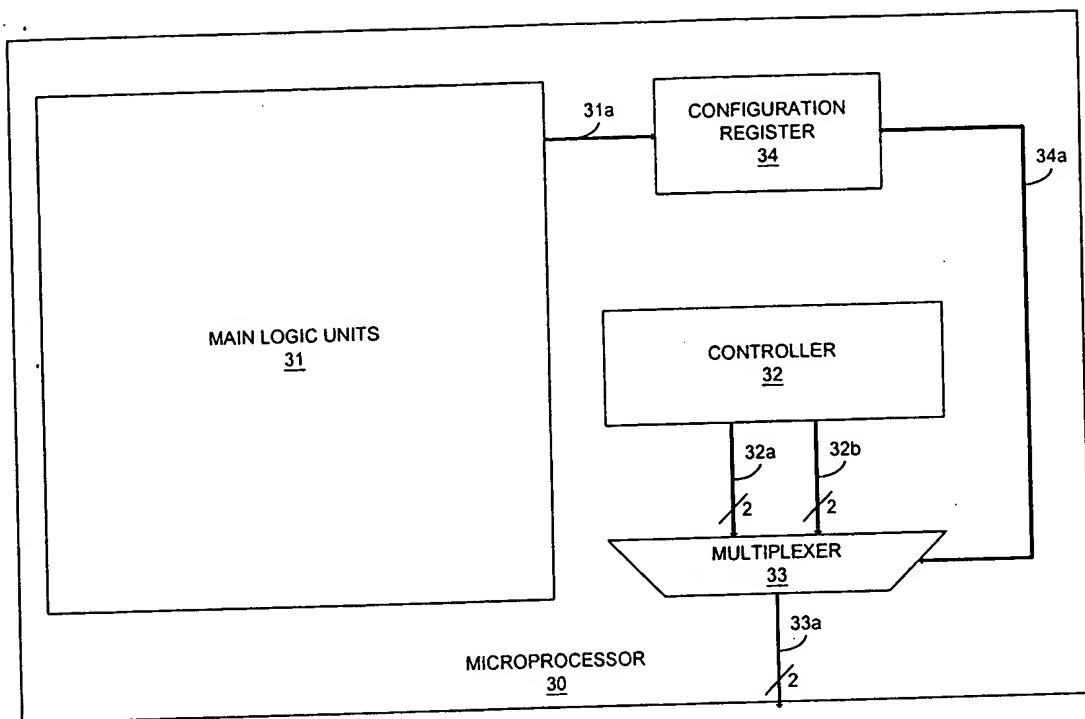 31a
CONFIGURATION
REGISTER
34
34a
MAIN LOGIC UNITS
31
CONTROLLER
32
32a
32b
2
2
MULTIPLEXER
33
33a
2
MICROPROCESSOR
30